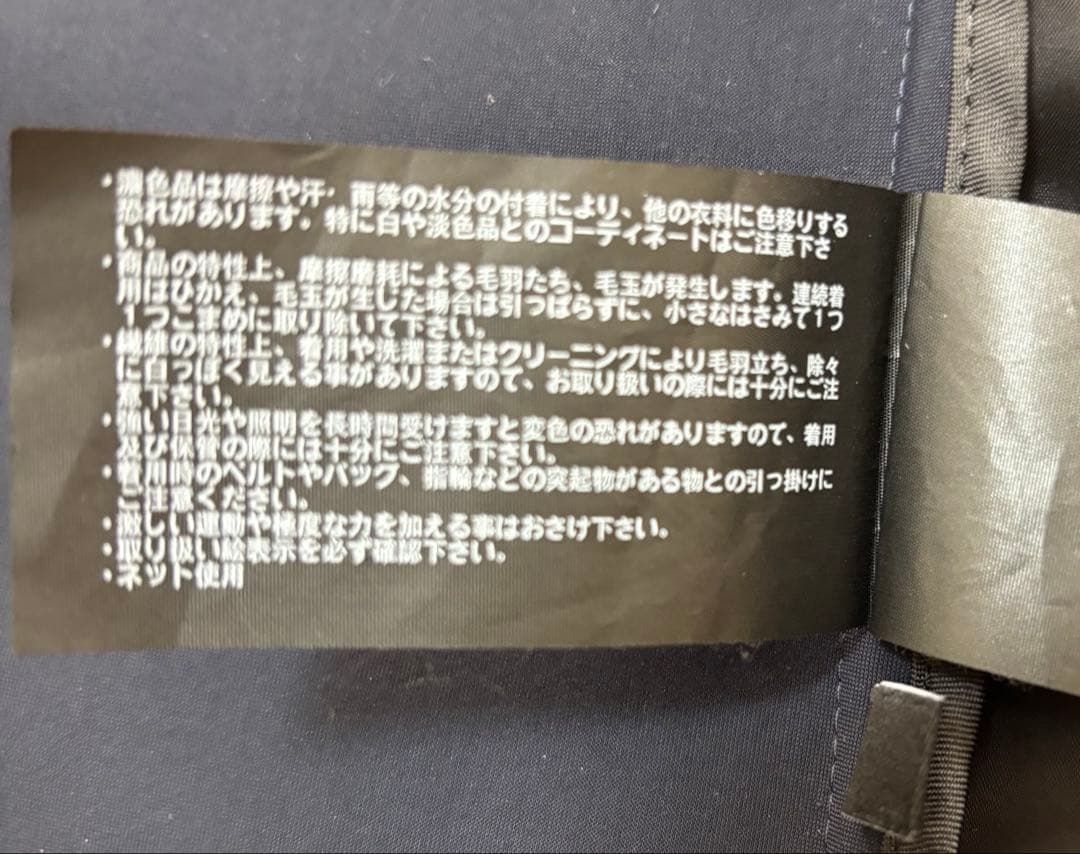 ・濃色品は摩擦や汗・雨等の水分の付着により、他の衣料に色移りする
恐れがあります。特に白や淡色品とのコーディネートはご注意下さ
い。
・商品の特性上、摩擦磨耗による毛羽たち、毛玉が発生します。連続着
用はひかえ、毛玉が生じた場合は引っぱらずに、小さなはさみで1つ
1つこまめに取り除いて下さい。
・繊維の特性上、着用や洗濯またはクリーニングにより毛羽立ち、除々
に白っぽく見える事がありますので、お取り扱いの際には十分にご注
意下さい。
・強い日光や照明を長時間受けますと変色の恐れがありますので、着用
及び保管の際には十分にご注意下さい。
・着用時のベルトやバッグ、指輪などの突起物がある物との引っ掛けに
ご注意ください。
・激しい運動や極度な力を加える事はおさけ下さい。
・取り扱い絵表示を必ず確認下さい。
・ネット使用